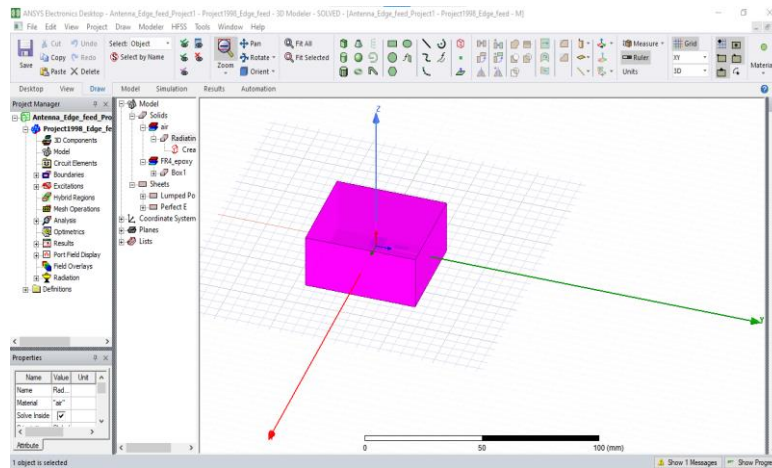 ANSYS Electronics Desktop - Antenna_Edge_feed_Project1 - Project1998_Edge_feed - 3D Modeler - SOLVED - [Antenna_Edge_feed_Project1 - Project1998_Edge_feed - M]
File Edit View Project Draw Modeler HFSS Tools Window Help
Save
Cut Undo
Copy Redo
Paste Delete
Select: Object
Select by Name
Zoom
Pan
Rotate
Orient
Fit All
Fit Selected
Measure
Ruler
Units
Grid
XY
3D
Materia
Desktop View Draw Model Simulation Results Automation
Project Manager
Antenna_Edge_feed_Pro
Project1998_Edge_fe
3D Components
Model
Circuit Elements
Boundaries
Excitations
Hybrid Regions
Mesh Operations
Analysis
Optimetrics
Results
Port Field Display
Field Overlays
Radiation
Definitions
Model
Solids
air
Radiatin
Crea
FR4_epoxy
Box1
Sheets
Lumped Po
Perfect E
Coordinate System
Planes
Lists
Z
Y
0 50 100 (mm)
Properties
Name Value Unit
Name Rad...
Material "air"
Solve Inside
Attribute
1 object is selected
Show 1 Messages Show Progre